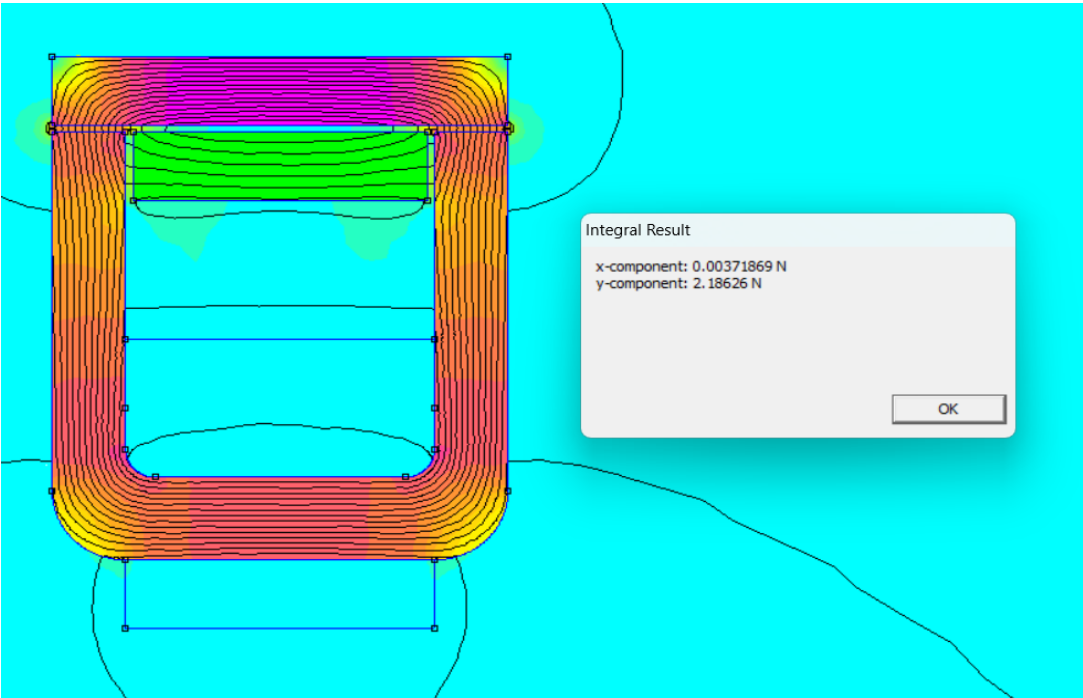 Integral Result
x-component: 0.00371869 N
y-component: 2.18626 N
OK